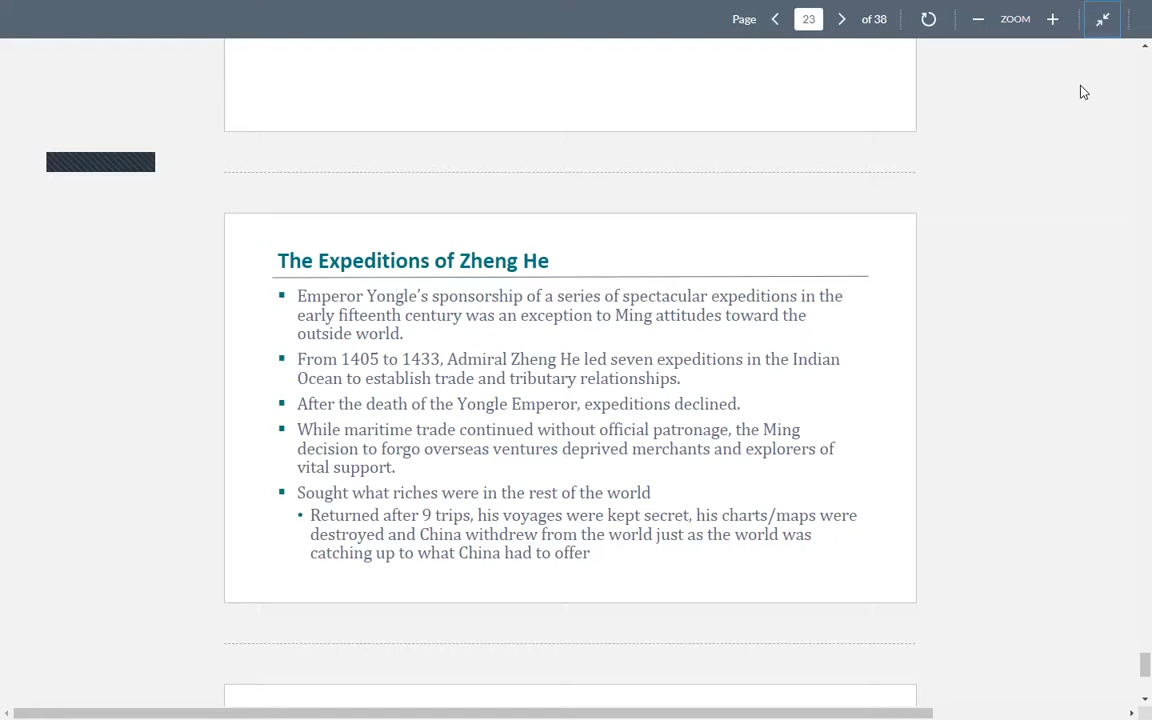 Page 23 of 38 ZOOM
The Expeditions of Zheng He
Emperor Yongle's sponsorship of a series of spectacular expeditions in the
early fifteenth century was an exception to Ming attitudes toward the
outside world.
From 1405 to 1433, Admiral Zheng He led seven expeditions in the Indian
Ocean to establish trade and tributary relationships.
After the death of the Yongle Emperor, expeditions declined.
While maritime trade continued without official patronage, the Ming
decision to forgo overseas ventures deprived merchants and explorers of
vital support.
Sought what riches were in the rest of the world
Returned after 9 trips, his voyages were kept secret, his charts/maps were
destroyed and China withdrew from the world just as the world was
catching up to what China had to offer